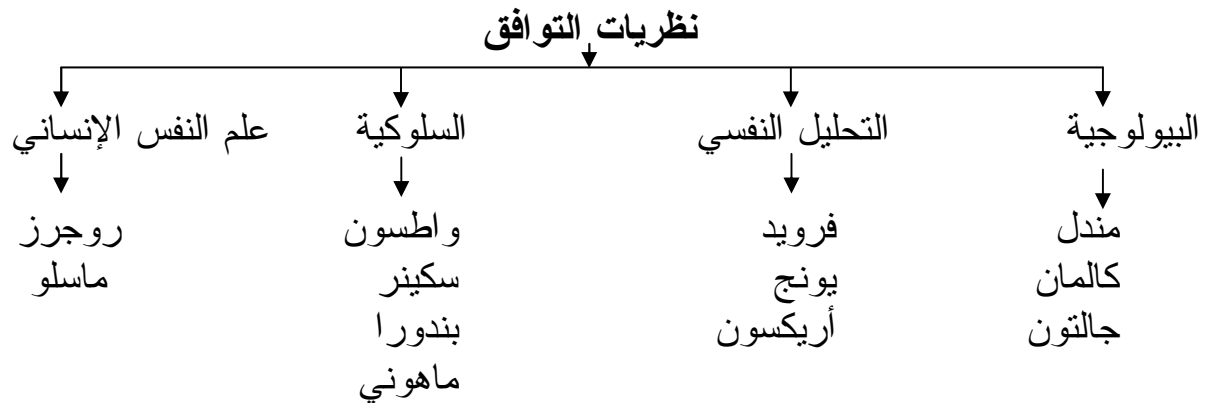 نظريات التوافق
البيولوجية التحليل النفسي السلوكية علم النفس الإنساني
مندل فرويد واطسون روجرز
كالمان يونج سكينر ماسلو
جالتون أريكسون بندورا
ماهوني